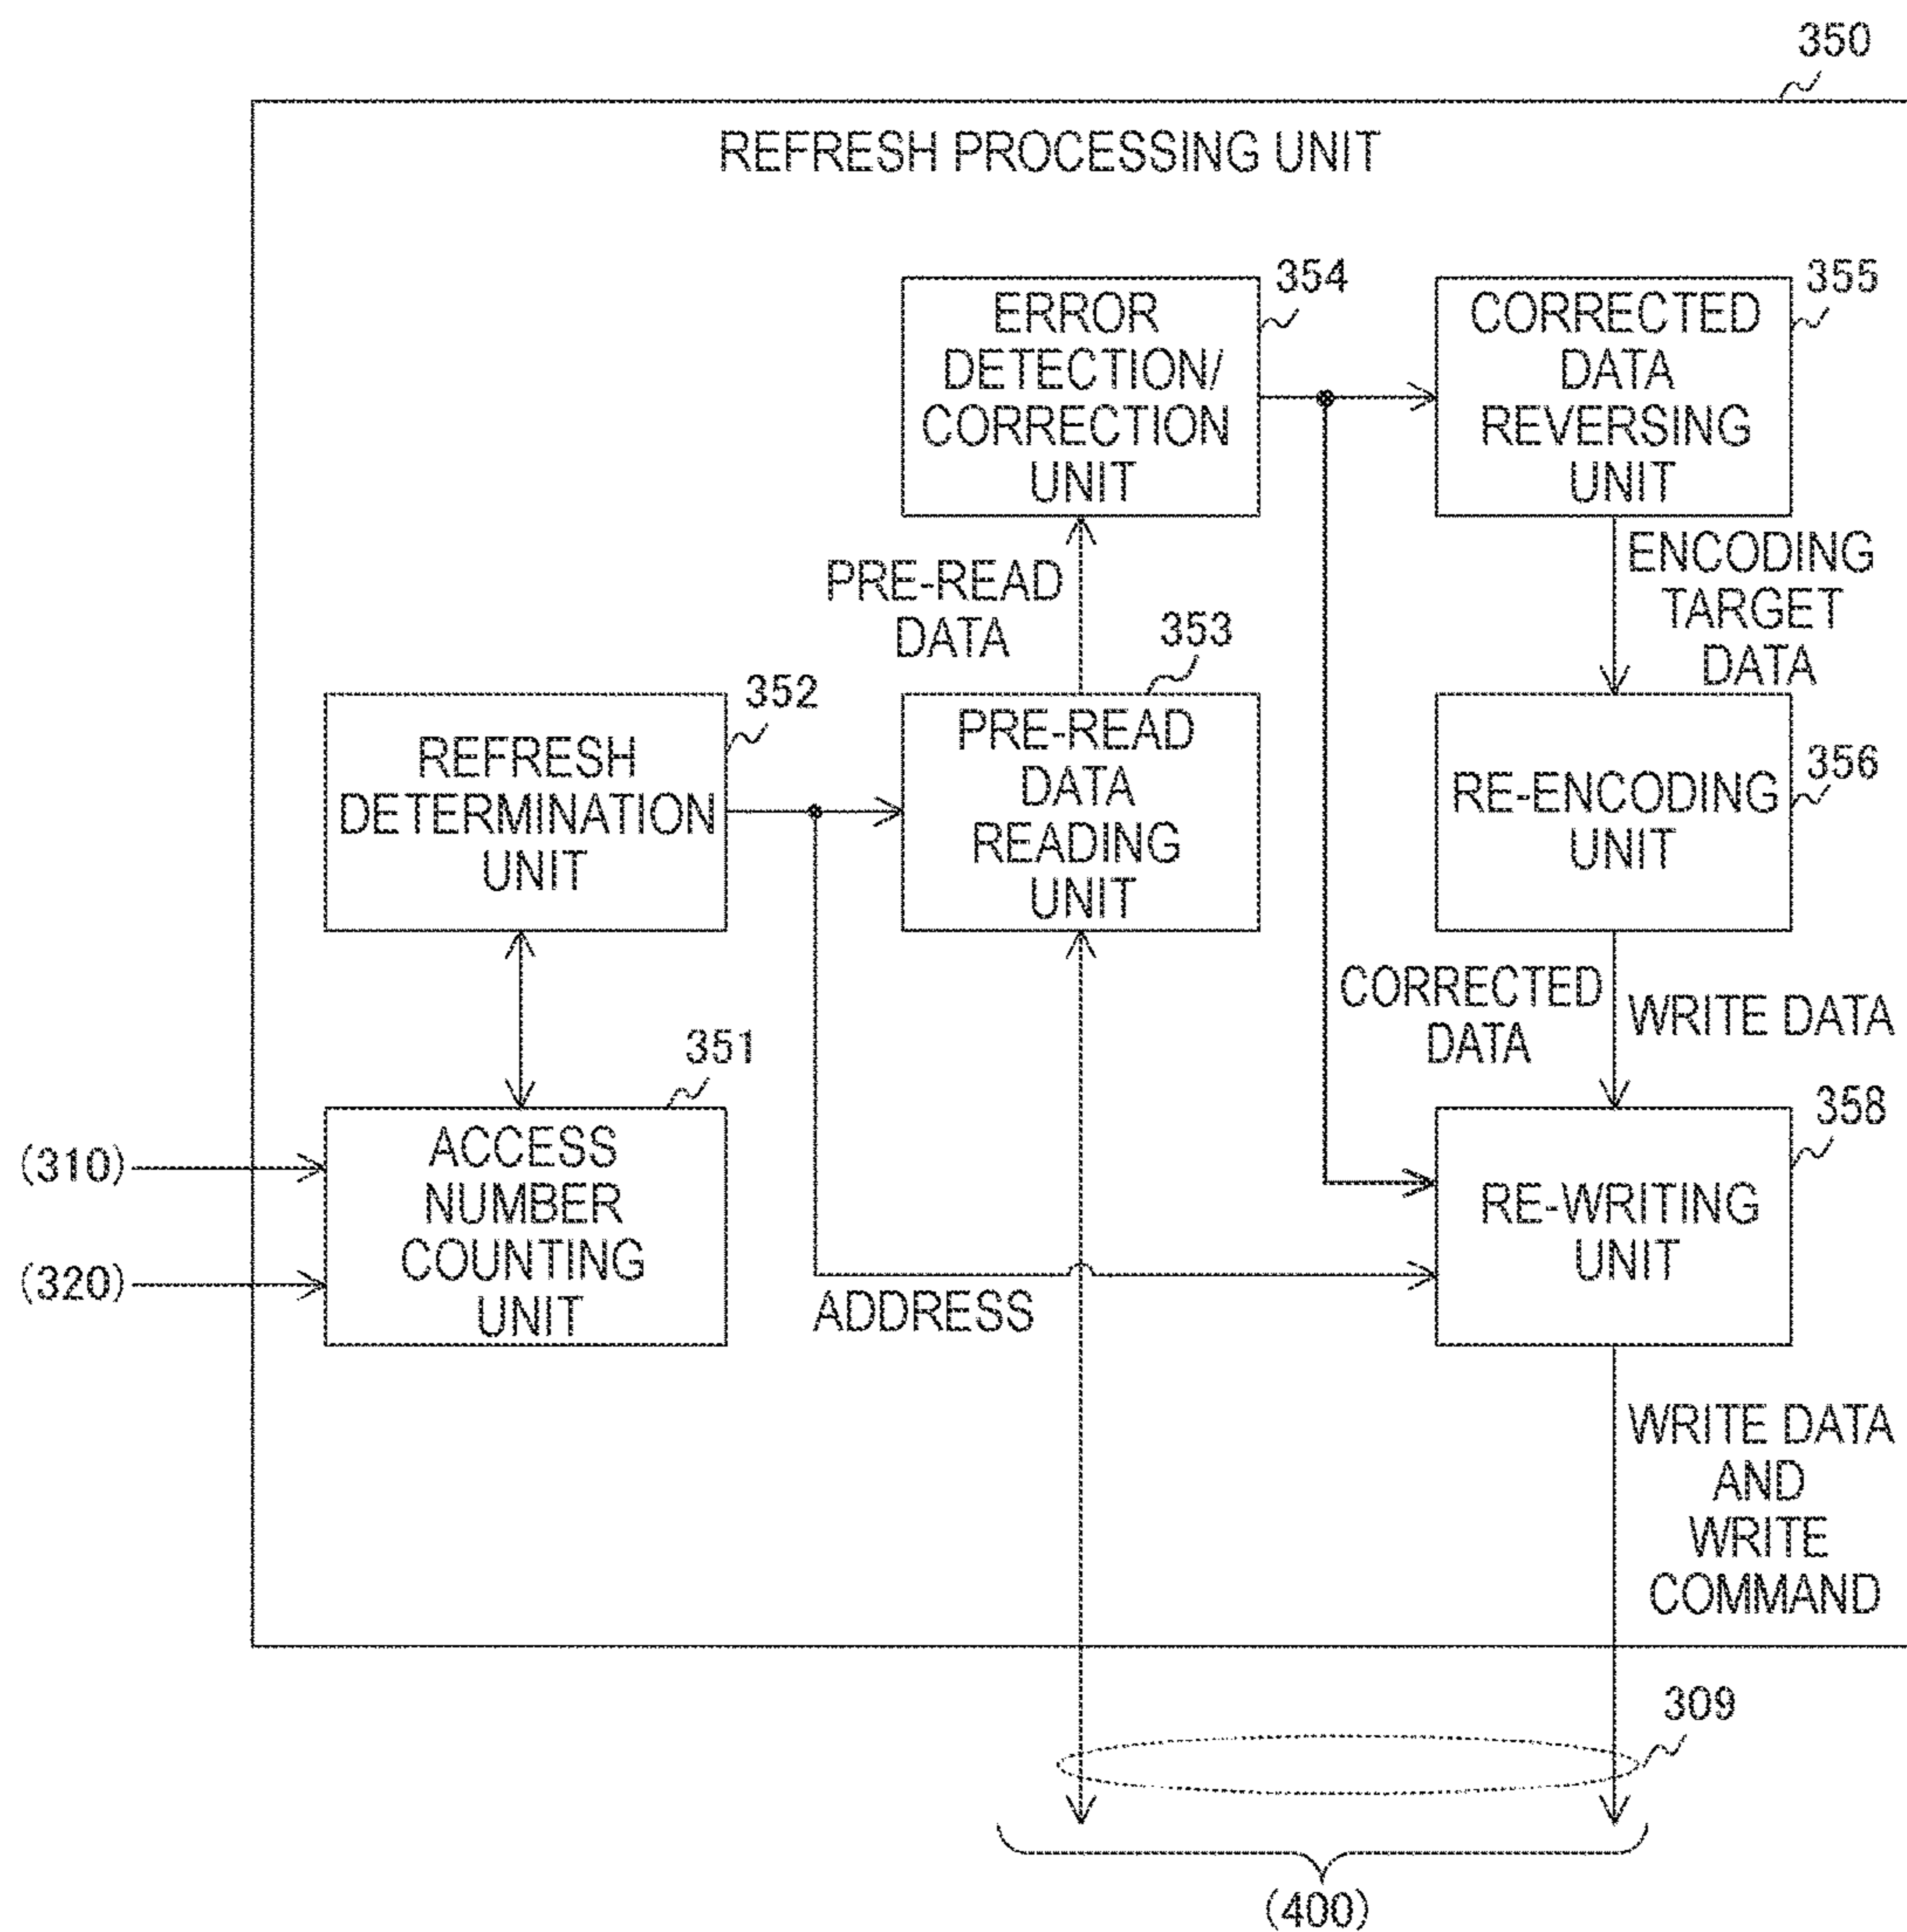 350
REFRESH PROCESSING UNIT
354
ERROR
DETECTION/
CORRECTION
UNIT
355
CORRECTED
DATA
REVERSING
UNIT
PRE-READ
DATA
ENCODING
TARGET
DATA
352
REFRESH
DETERMINATION
UNIT
353
PRE-READ
DATA
READING
UNIT
356
RE-ENCODING
UNIT
CORRECTED
DATA
WRITE DATA
351
ACCESS
NUMBER
COUNTING
UNIT
(310)
(320)
ADDRESS
358
RE-WRITING
UNIT
WRITE DATA
AND
WRITE
COMMAND
309
(400)